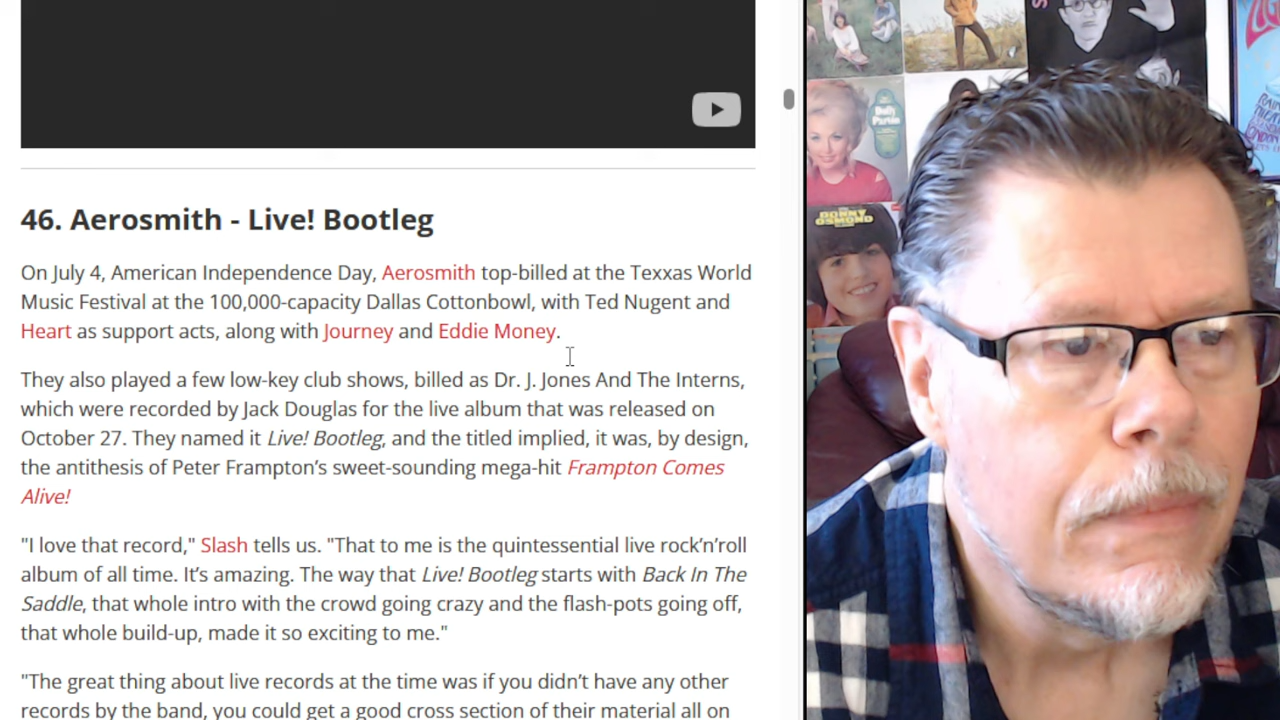 46. Aerosmith - Live! Bootleg
On July 4, American Independence Day, Aerosmith top-billed at the Texxas World
Music Festival at the 100,000-capacity Dallas Cottonbowl, with Ted Nugent and
Heart as support acts, along with Journey and Eddie Money.
They also played a few low-key club shows, billed as Dr. J. Jones And The Interns,
which were recorded by Jack Douglas for the live album that was released on
October 27. They named it Live! Bootleg, and the titled implied, it was, by design,
the antithesis of Peter Frampton’s sweet-sounding mega-hit Frampton Comes
Alive!
"I love that record," Slash tells us. "That to me is the quintessential live rock’n’roll
album of all time. It’s amazing. The way that Live! Bootleg starts with Back In The
Saddle, that whole intro with the crowd going crazy and the flash-pots going off,
that whole build-up, made it so exciting to me."
"The great thing about live records at the time was if you didn’t have any other
records by the band, you could get a good cross section of their material all on
Dolly
Parton
DONNY
OSMOND
LONDON